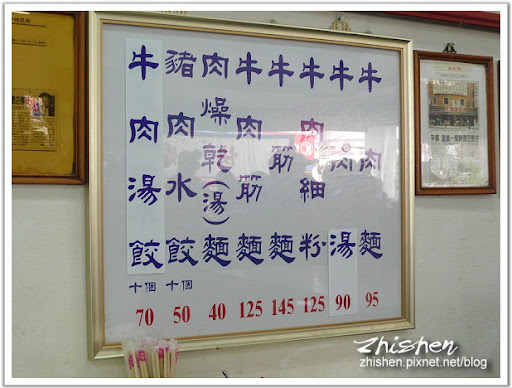 牛肉麵 95
牛肉湯 90
牛肉細粉 125
牛筋麵 145
牛肉筋麵 125
肉燥乾(湯)麵 40
豬肉水餃 十個 50
牛肉湯餃 十個 70
Zhishen
zhishen.pixnet.net/blog